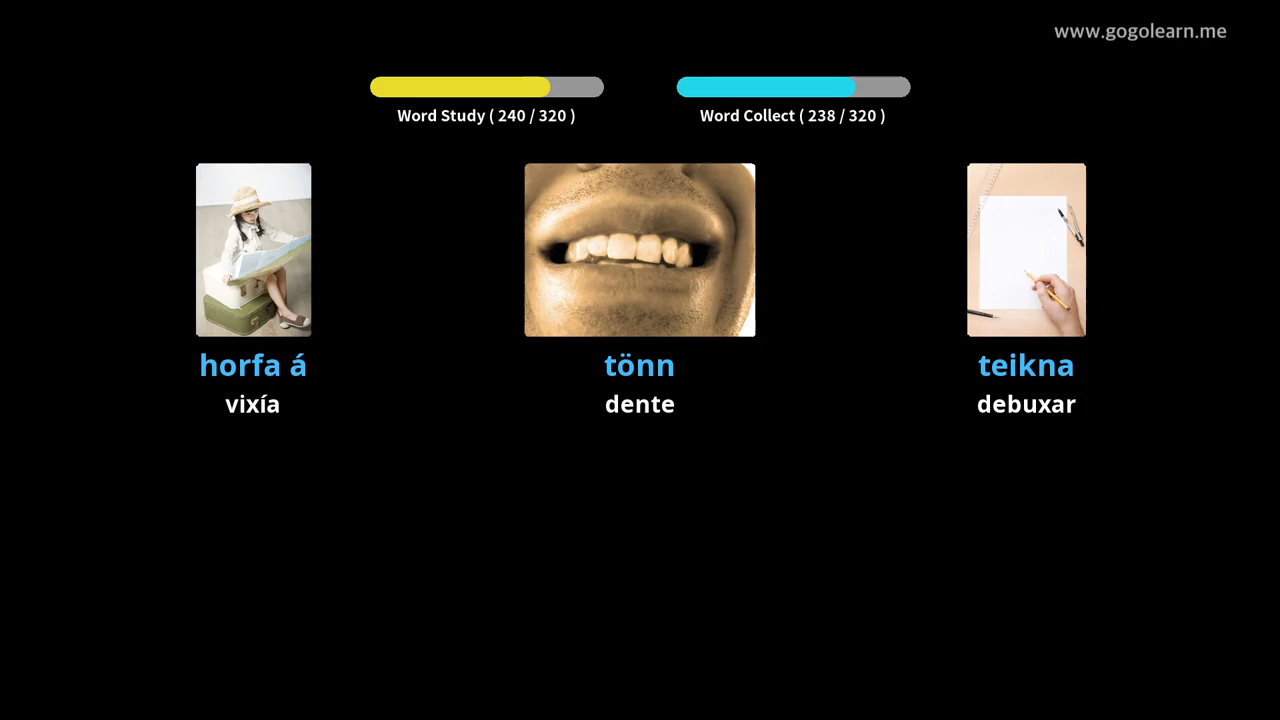 www.gogolearn.me
Word Study ( 240 / 320 )
Word Collect ( 238 / 320 )
horfa á
vixía
tönn
dente
teikna
debuxar